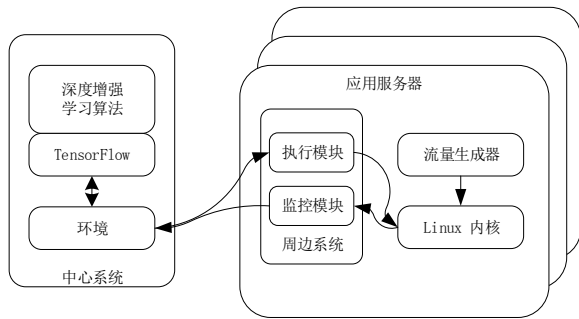 深度增强
学习算法
TensorFlow
环境
中心系统
应用服务器
执行模块
监控模块
周边系统
流量生成器
Linux 内核